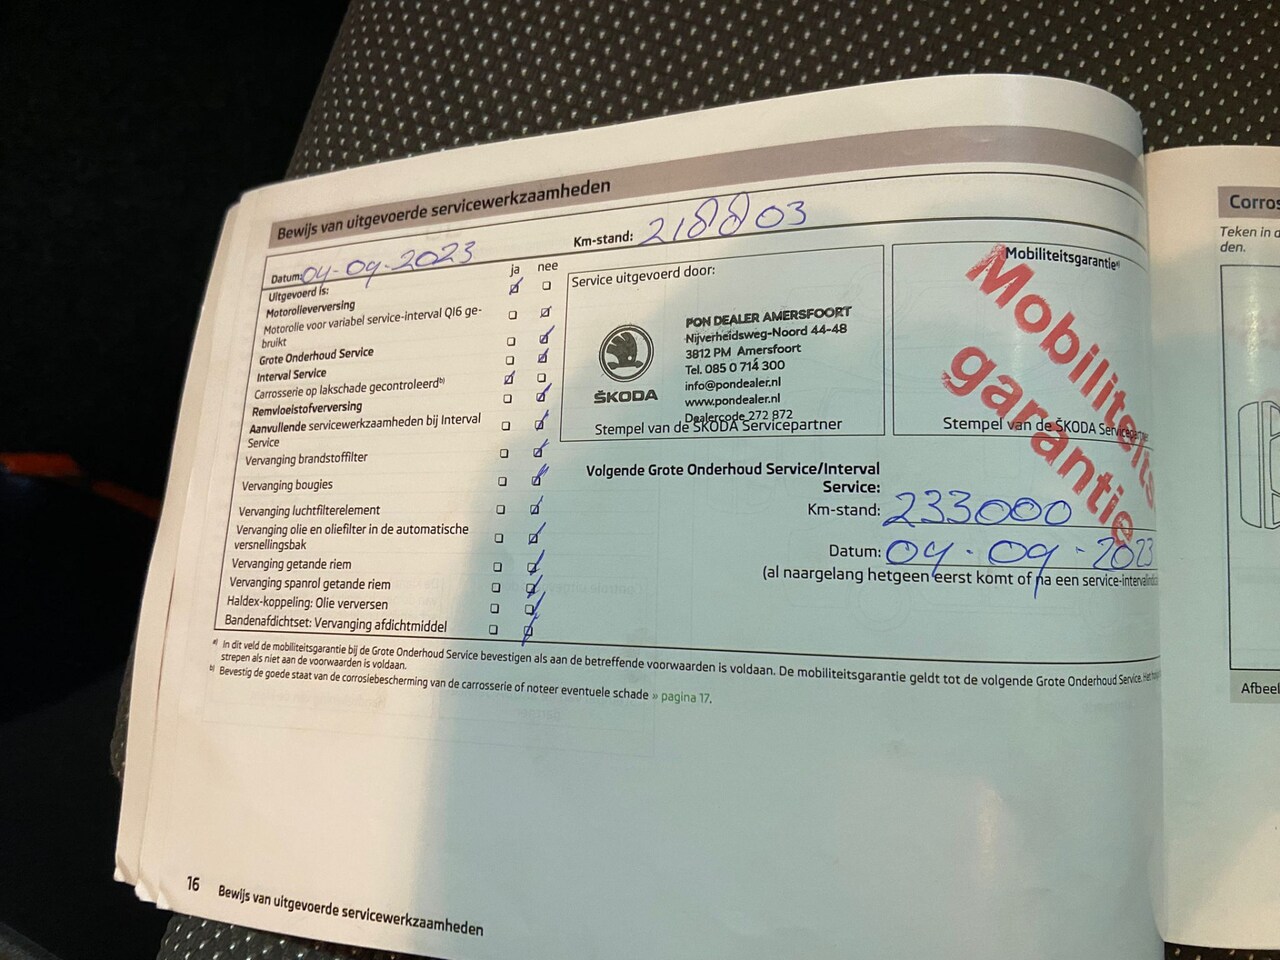 Bewijs van uitgevoerde servicewerkzaamheden
Datum: 04-09-2023
Km-stand: 218803
Uitgevoerd is:
ja nee
Motorolieverversing
Motorolie voor variabel service-interval QI6 ge-
bruikt
Grote Onderhoud Service
Interval Service
Carrosserie op lakschade gecontroleerd b)
Remvloeistofverversing
Aanvullende servicewerkzaamheden bij Interval
Service
Vervanging brandstoffilter
Vervanging bougies
Vervanging luchtfilterelement
Vervanging olie en oliefilter in de automatische
versnellingsbak
Vervanging getande riem
Vervanging spanrol getande riem
Haldex-koppeling: Olie verversen
Bandenafdichtset: Vervanging afdichtmiddel
Service uitgevoerd door:
ŠKODA
PON DEALER AMERSFOORT
Nijverheidsweg-Noord 44-48
3812 PM Amersfoort
Tel. 085 0 714 300
info@pondealer.nl
www.pondealer.nl
Dealercode 272 872
Stempel van de ŠKODA Servicepartner
Mobiliteitsgarantie a)
Mobiliteits
garantie
Stempel van de ŠKODA Servicepartner
Volgende Grote Onderhoud Service/Interval
Service:
Km-stand: 233000
Datum: 04-09-2023
(al naargelang hetgeen eerst komt of na een
a) In dit veld de mobiliteitsgarantie bij de Grote Onderhoud Service bevestigen als aan de betreffende voorwaarden is voldaan. De mobiliteitsgarantie geldt tot de volgende Grote Onderhoud Service. Het
strepen als niet aan de voorwaarden is voldaan.
b) Bevestig de goede staat van de corrosiebescherming van de carrosserie of noteer eventuele schade » pagina 17.
16 Bewijs van uitgevoerde servicewerkzaamheden
Corros
Teken in d
den.
Afbeel